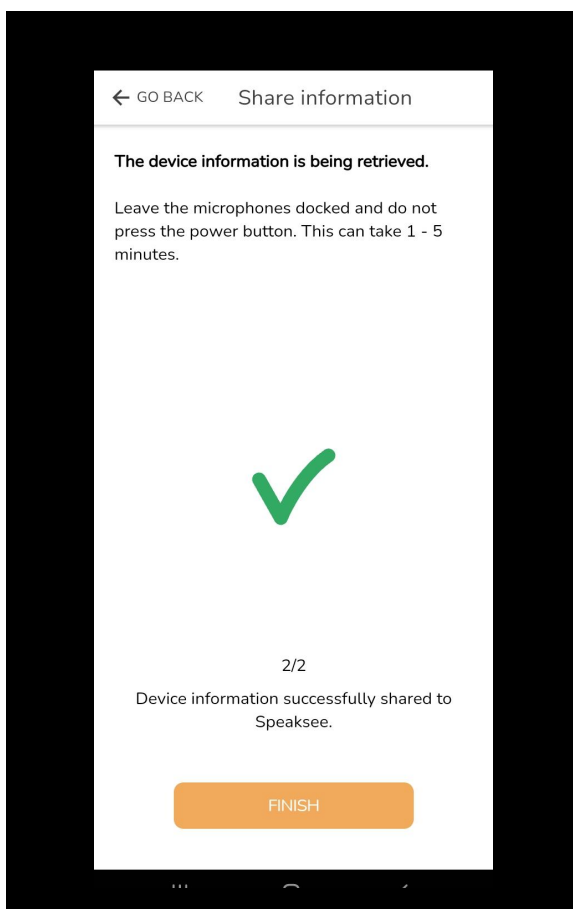 GO BACK Share information
The device information is being retrieved.
Leave the microphones docked and do not
press the power button. This can take 1 - 5
minutes.
2/2
Device information successfully shared to
Speaksee.
FINISH